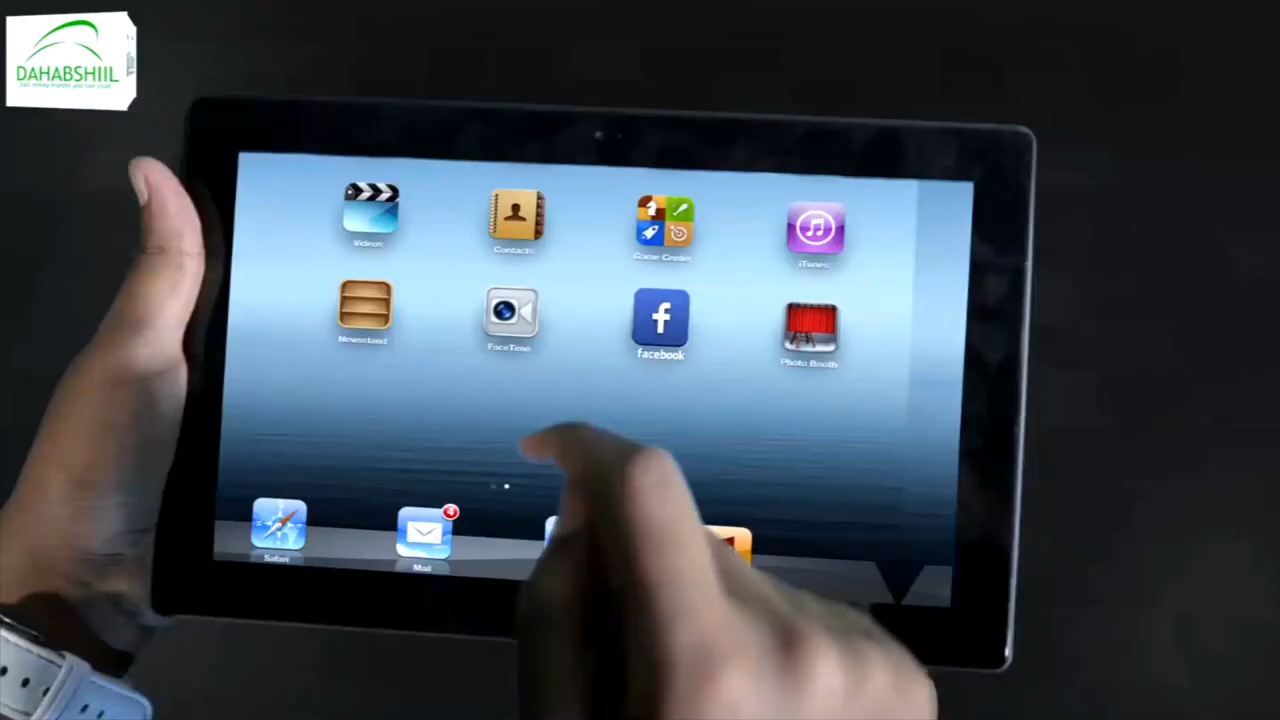 DAHABSHIIL
Videos
Contacts
Game Center
iTunes
Newsstand
FaceTime
facebook
Photo Booth
4
Safari
Mail